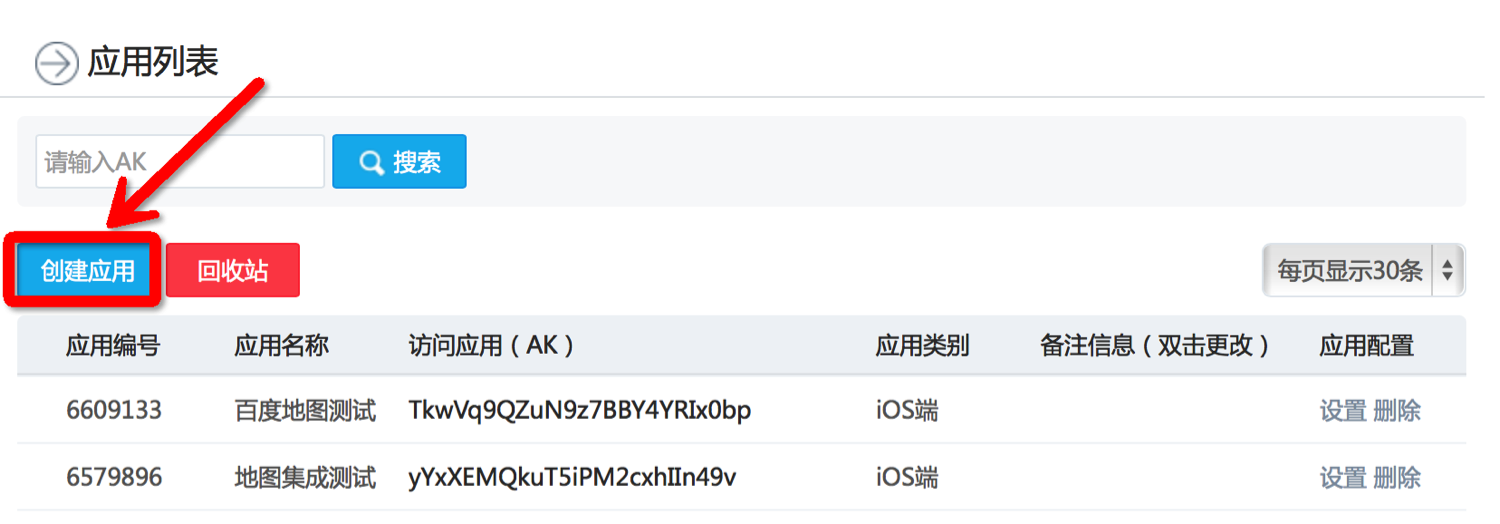 应用列表
请输入AK 搜索
创建应用 回收站 每页显示30条
应用编号 应用名称 访问应用（AK） 应用类别 备注信息（双击更改） 应用配置
6609133 百度地图测试 TkwVq9QZuN9z7BBY4YRIx0bp iOS端 设置 删除
6579896 地图集成测试 yYxXEMQkuT5iPM2cxhIIn49v iOS端 设置 删除